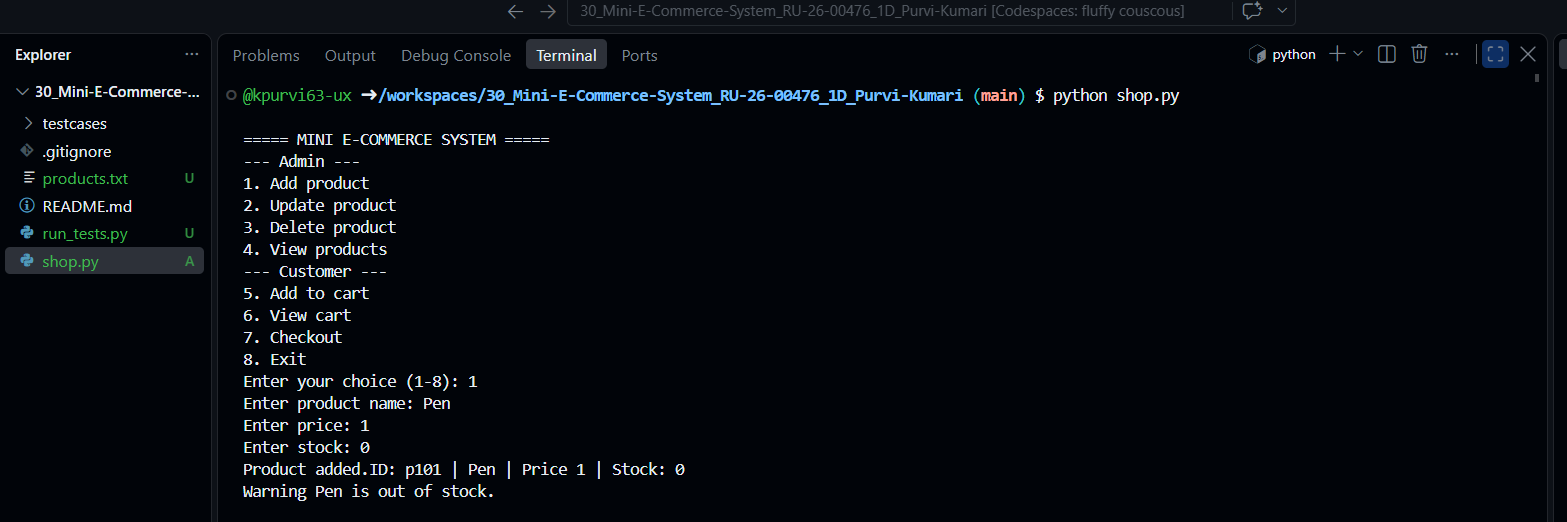 30_Mini-E-Commerce-System_RU-26-00476_1D_Purvi-Kumari [Codespaces: fluffy couscous]
Explorer
30_Mini-E-Commerce-...
testcases
.gitignore
products.txt U
README.md
run_tests.py U
shop.py A
Problems Output Debug Console Terminal Ports
python
@kpurvi63-ux ➜/workspaces/30_Mini-E-Commerce-System_RU-26-00476_1D_Purvi-Kumari (main) $ python shop.py
===== MINI E-COMMERCE SYSTEM =====
--- Admin ---
1. Add product
2. Update product
3. Delete product
4. View products
--- Customer ---
5. Add to cart
6. View cart
7. Checkout
8. Exit
Enter your choice (1-8): 1
Enter product name: Pen
Enter price: 1
Enter stock: 0
Product added.ID: p101 | Pen | Price 1 | Stock: 0
Warning Pen is out of stock.